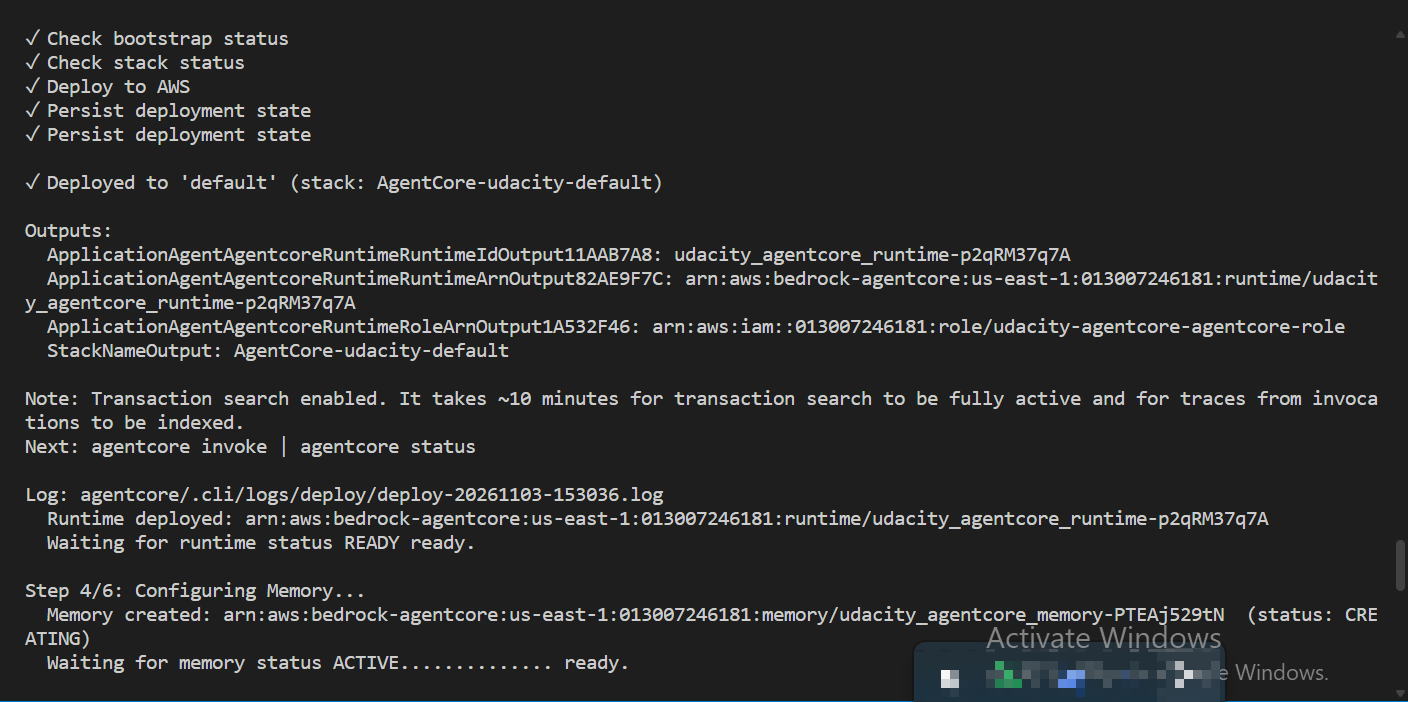 ✓ Check bootstrap status
✓ Check stack status
✓ Deploy to AWS
✓ Persist deployment state
✓ Persist deployment state
✓ Deployed to 'default' (stack: AgentCore-udacity-default)
Outputs:
ApplicationAgentAgentcoreRuntimeRuntimeIdOutput11AAB7A8: udacity_agentcore_runtime-p2qRM37q7A
ApplicationAgentAgentcoreRuntimeRuntimeArnOutput82AE9F7C: arn:aws:bedrock-agentcore:us-east-1:013007246181:runtime/udacit
y_agentcore_runtime-p2qRM37q7A
ApplicationAgentAgentcoreRuntimeRoleArnOutput1A532F46: arn:aws:iam::013007246181:role/udacity-agentcore-agentcore-role
StackNameOutput: AgentCore-udacity-default
Note: Transaction search enabled. It takes ~10 minutes for transaction search to be fully active and for traces from invoca
tions to be indexed.
Next: agentcore invoke | agentcore status
Log: agentcore/.cli/logs/deploy/deploy-20261103-153036.log
Runtime deployed: arn:aws:bedrock-agentcore:us-east-1:013007246181:runtime/udacity_agentcore_runtime-p2qRM37q7A
Waiting for runtime status READY ready.
Step 4/6: Configuring Memory...
Memory created: arn:aws:bedrock-agentcore:us-east-1:013007246181:memory/udacity_agentcore_memory-PTEAj529tN (status: CRE
ATING)
Waiting for memory status ACTIVE.............. ready.
Activate Windows
Windows.